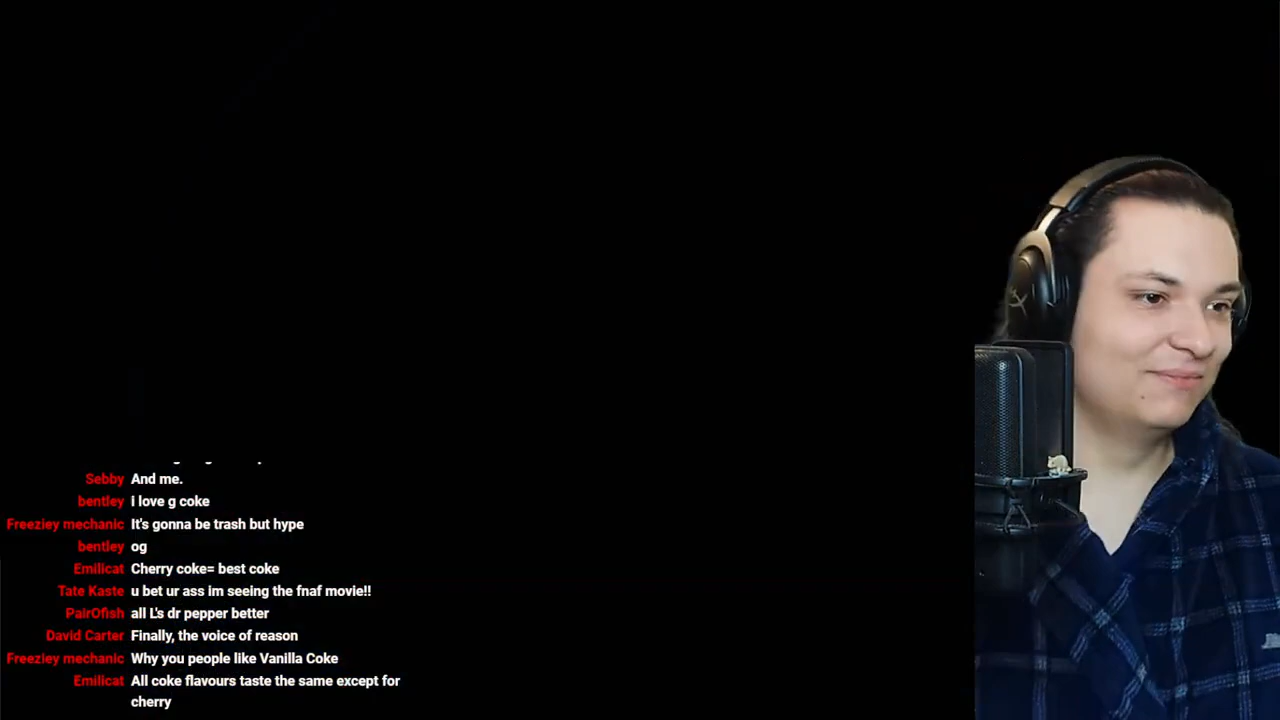 Sebby And me.
bentley i love g coke
Freeziey mechanic It's gonna be trash but hype
bentley og
Emilicat Cherry coke= best coke
Tate Kaste u bet ur ass im seeing the fnaf movie!!
PairOfish all L's dr pepper better
David Carter Finally, the voice of reason
Freeziey mechanic Why you people like Vanilla Coke
Emilicat All coke flavours taste the same except for
cherry